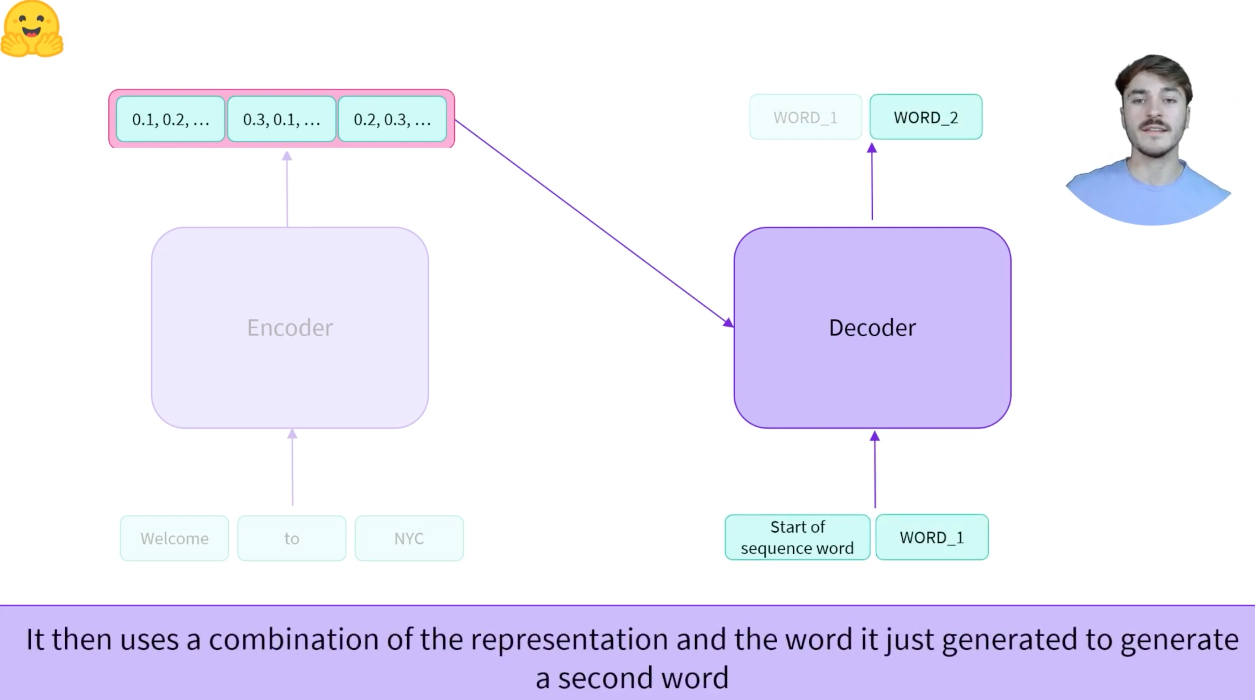 0.1, 0.2, …
0.3, 0.1, …
0.2, 0.3, …
WORD_1
WORD_2
Encoder
Decoder
Welcome
to
NYC
Start of
sequence word
WORD_1
It then uses a combination of the representation and the word it just generated to generate
a second word